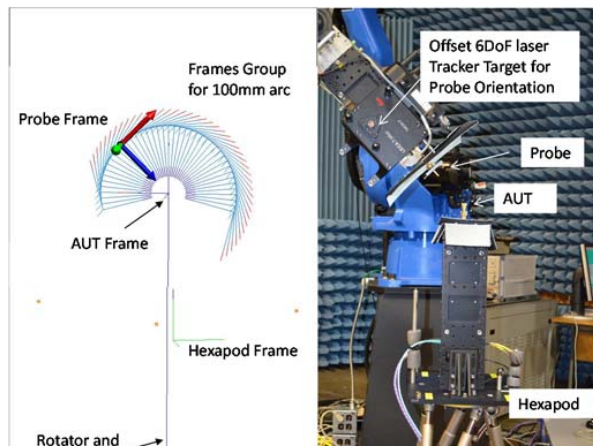 Frames Group
for 100mm arc
Probe Frame
AUT Frame
Hexapod Frame
Rotator and
Offset 6DoF laser
Tracker Target for
Probe Orientation
Probe
AUT
Hexapod